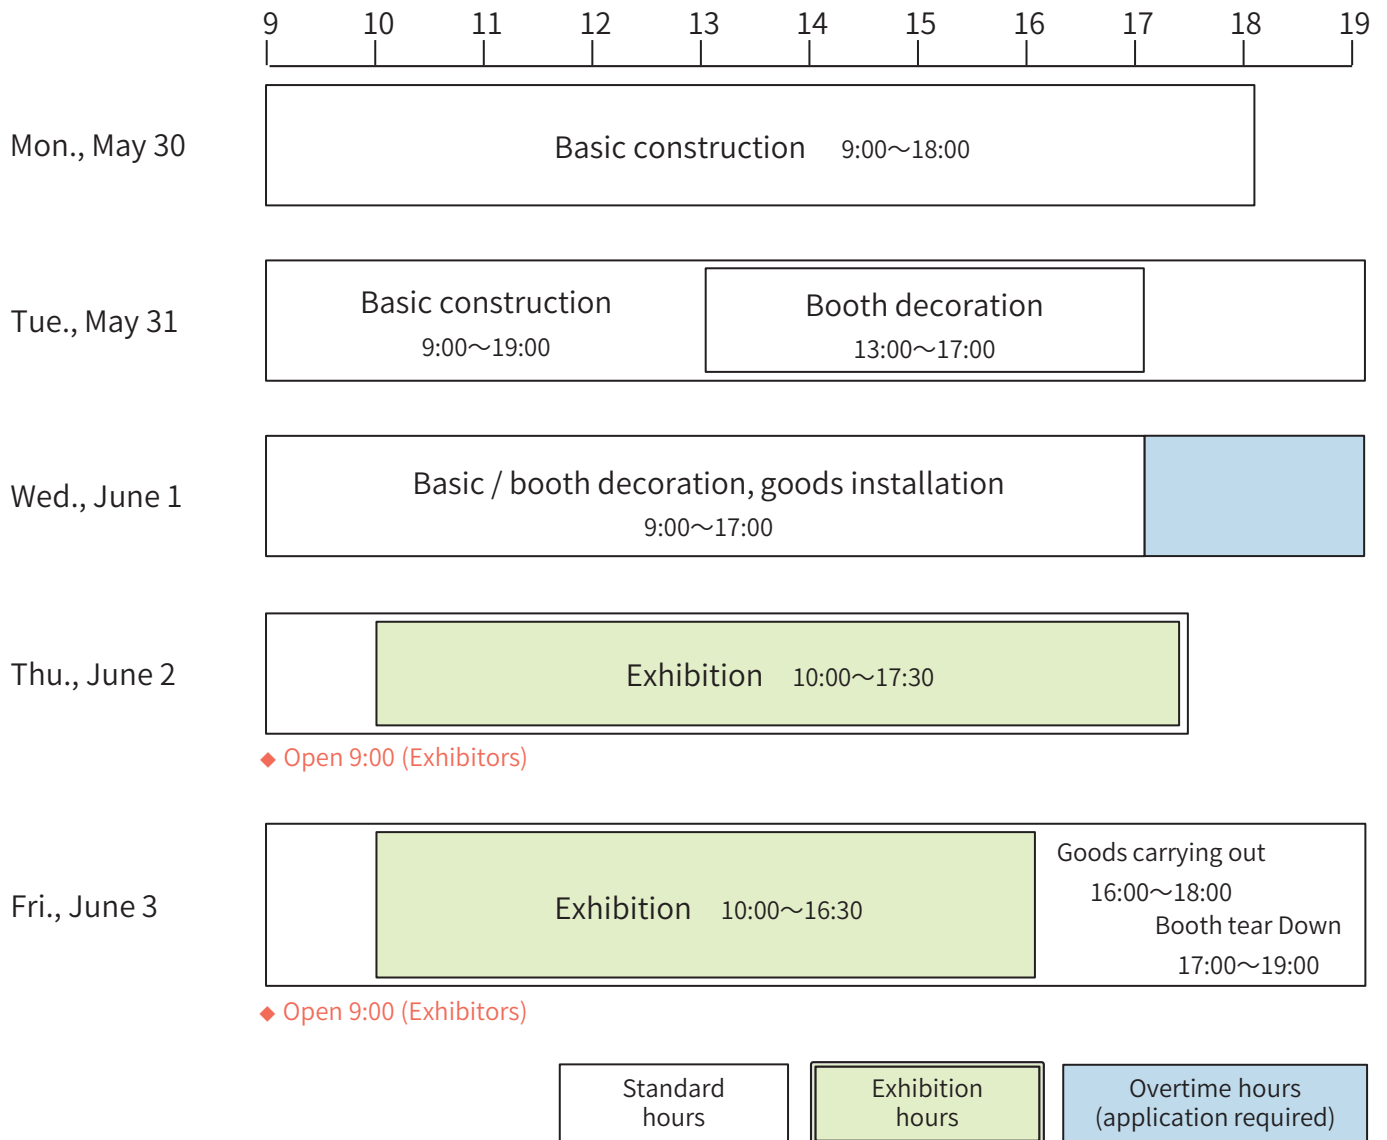 9 10 11 12 13 14 15 16 17 18 19
Mon., May 30
Basic construction 9:00～18:00
Tue., May 31
Basic construction
9:00～19:00
Booth decoration
13:00～17:00
Wed., June 1
Basic / booth decoration, goods installation
9:00～17:00
Thu., June 2
Exhibition 10:00～17:30
◆ Open 9:00 (Exhibitors)
Fri., June 3
Exhibition 10:00～16:30
Goods carrying out
16:00～18:00
Booth tear Down
17:00～19:00
◆ Open 9:00 (Exhibitors)
Standard
hours
Exhibition
hours
Overtime hours
(application required)